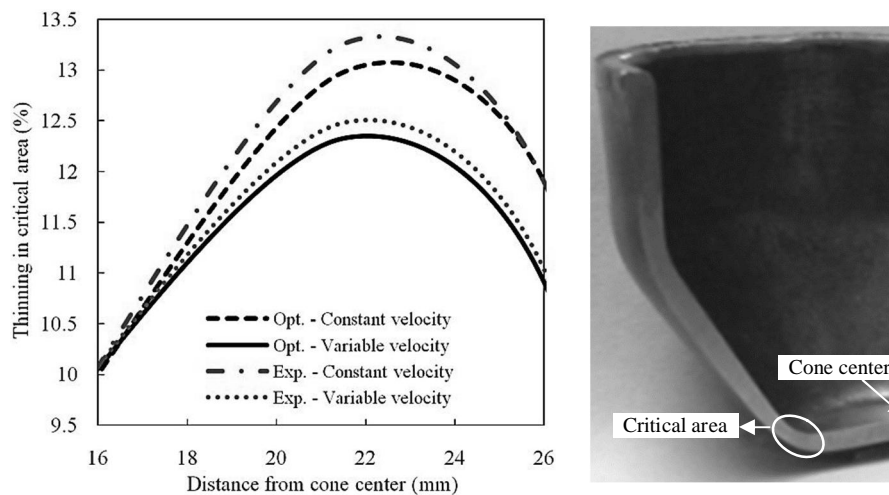 13.5
13
12.5
12
11.5
11
10.5
10
9.5
Thinning in critical area (%)
Opt. - Constant velocity
Opt. - Variable velocity
Exp. - Constant velocity
Exp. - Variable velocity
16 18 20 22 24 26
Distance from cone center (mm)
Cone center
Critical area